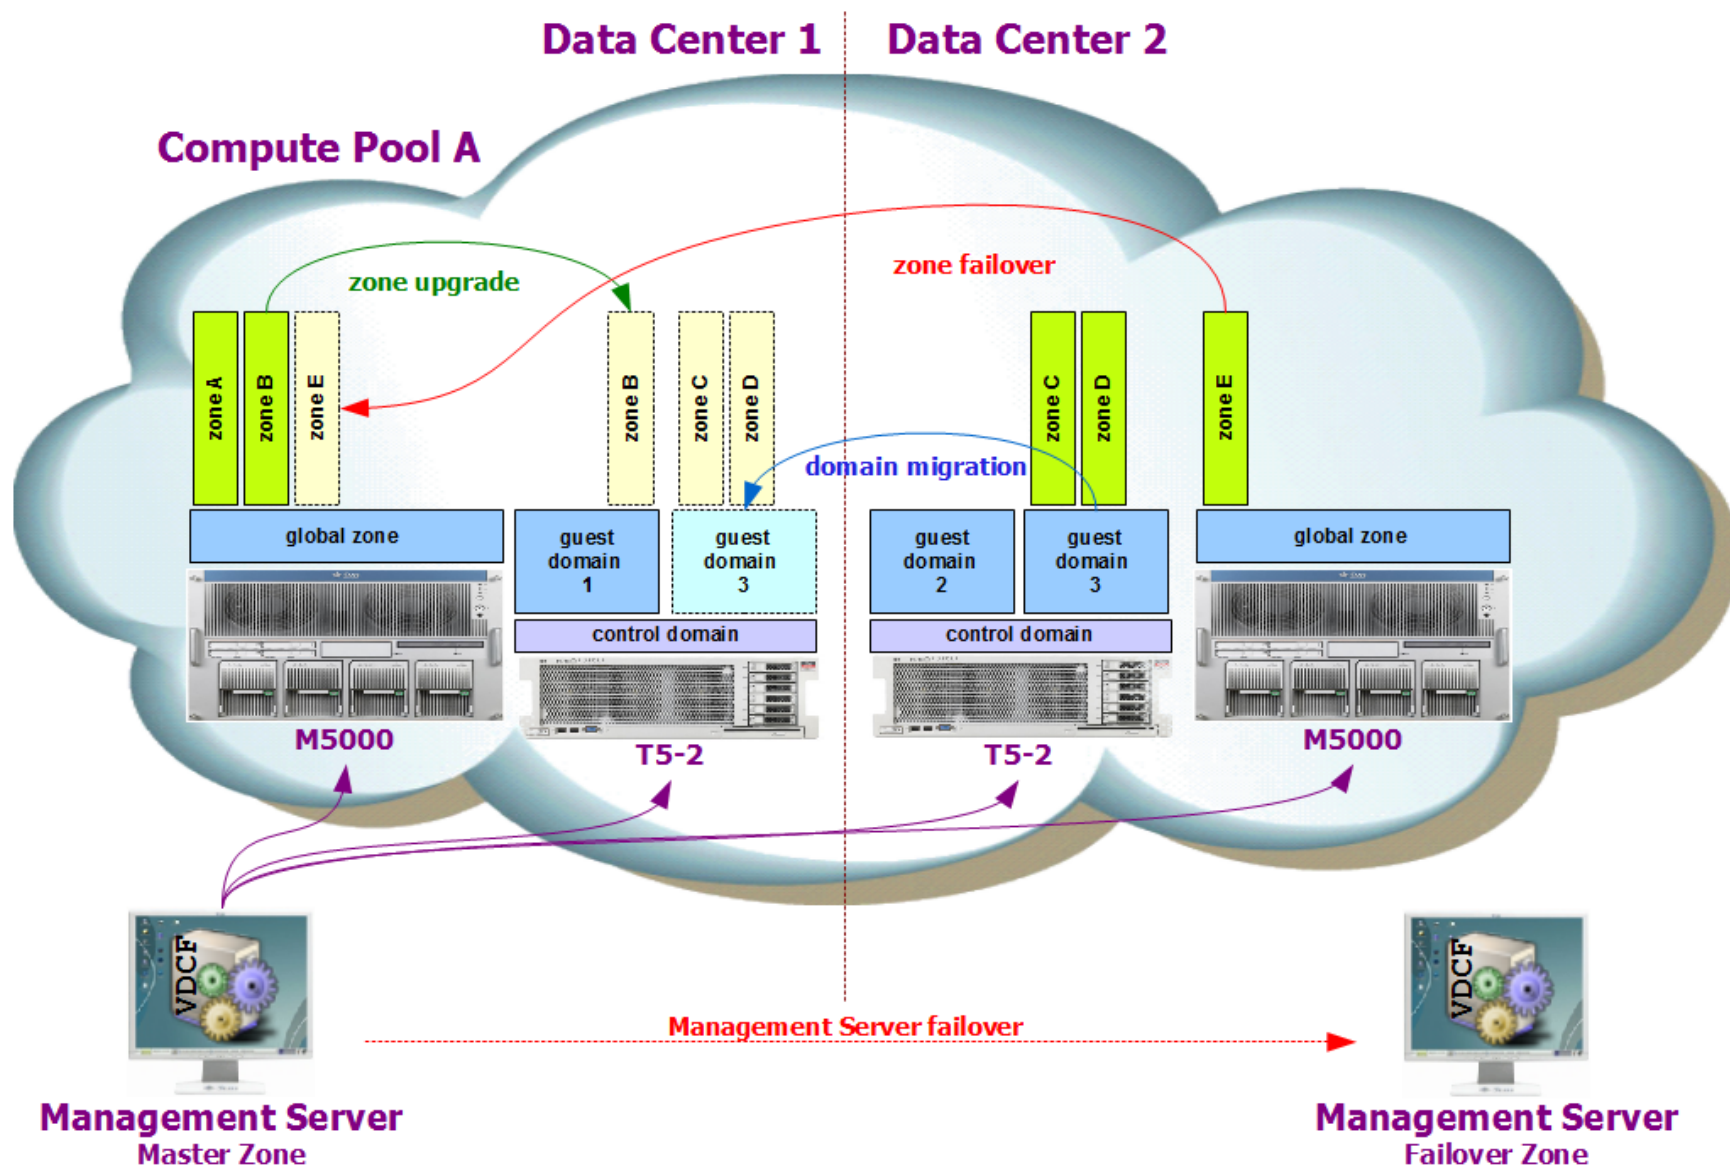 Data Center 1
Data Center 2
Compute Pool A
zone upgrade
zone failover
zone A
zone B
zone E
zone B
zone C
zone D
zone C
zone D
zone E
domain migration
global zone
guest
domain
1
guest
domain
3
guest
domain
2
guest
domain
3
global zone
control domain
control domain
M5000
T5-2
T5-2
M5000
VDCF
VDCF
Management Server failover
Management Server
Master Zone
Management Server
Failover Zone